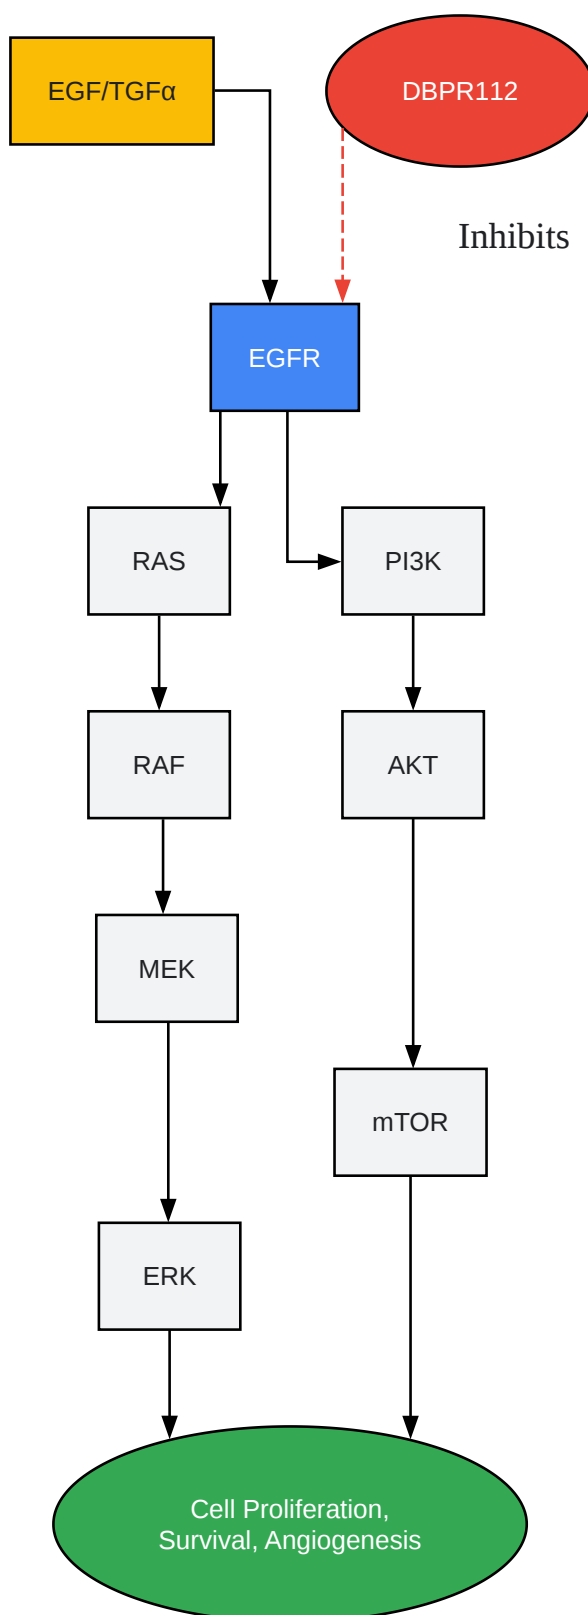 EGF/TGFα
DBPR112
Inhibits
EGFR
RAS
PI3K
RAF
AKT
MEK
mTOR
ERK
Cell Proliferation,
Survival, Angiogenesis